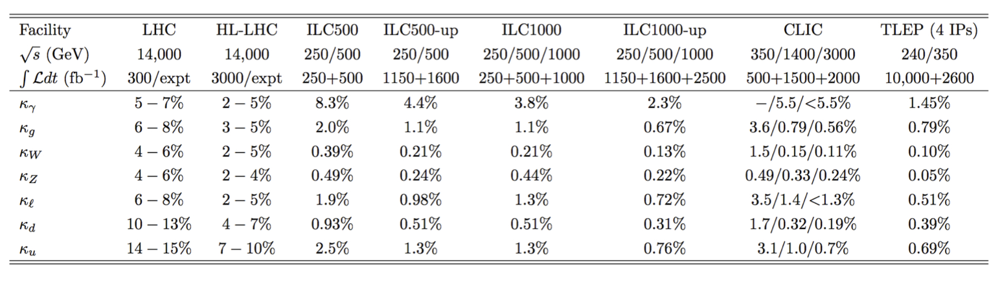 Facility LHC HL-LHC ILC500 ILC500-up ILC1000 ILC1000-up CLIC TLEP (4 IPs)
√s (GeV) 14,000 14,000 250/500 250/500 250/500/1000 250/500/1000 350/1400/3000 240/350
∫ℒdt (fb⁻¹) 300/expt 3000/expt 250+500 1150+1600 250+500+1000 1150+1600+2500 500+1500+2000 10,000+2600
κγ 5 − 7% 2 − 5% 8.3% 4.4% 3.8% 2.3% −/5.5/<5.5% 1.45%
κg 6 − 8% 3 − 5% 2.0% 1.1% 1.1% 0.67% 3.6/0.79/0.56% 0.79%
κW 4 − 6% 2 − 5% 0.39% 0.21% 0.21% 0.13% 1.5/0.15/0.11% 0.10%
κZ 4 − 6% 2 − 4% 0.49% 0.24% 0.44% 0.22% 0.49/0.33/0.24% 0.05%
κℓ 6 − 8% 2 − 5% 1.9% 0.98% 1.3% 0.72% 3.5/1.4/<1.3% 0.51%
κd 10 − 13% 4 − 7% 0.93% 0.51% 0.51% 0.31% 1.7/0.32/0.19% 0.39%
κu 14 − 15% 7 − 10% 2.5% 1.3% 1.3% 0.76% 3.1/1.0/0.7% 0.69%